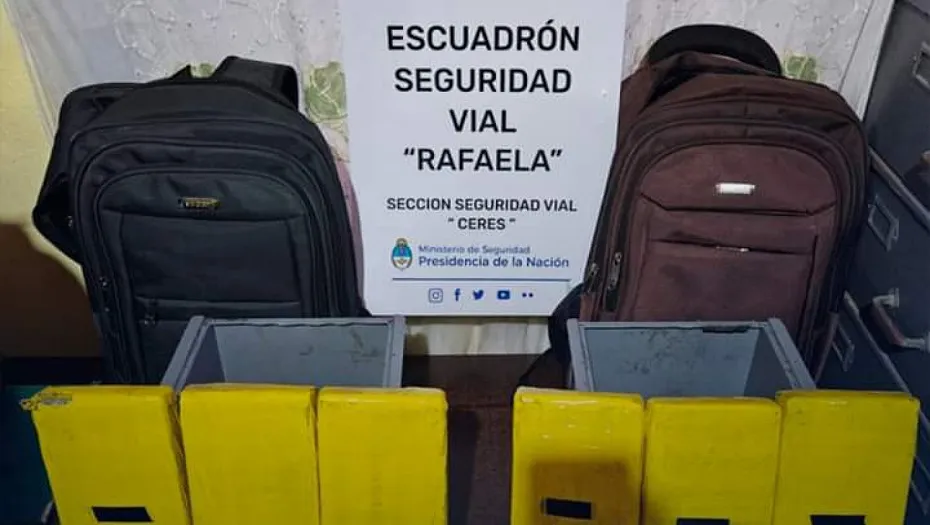 ESCUADRÓN
SEGURIDAD
VIAL
“RAFAELA”
SECCION SEGURIDAD VIAL
“ CERES ”
Ministerio de Seguridad
Presidencia de la Nación